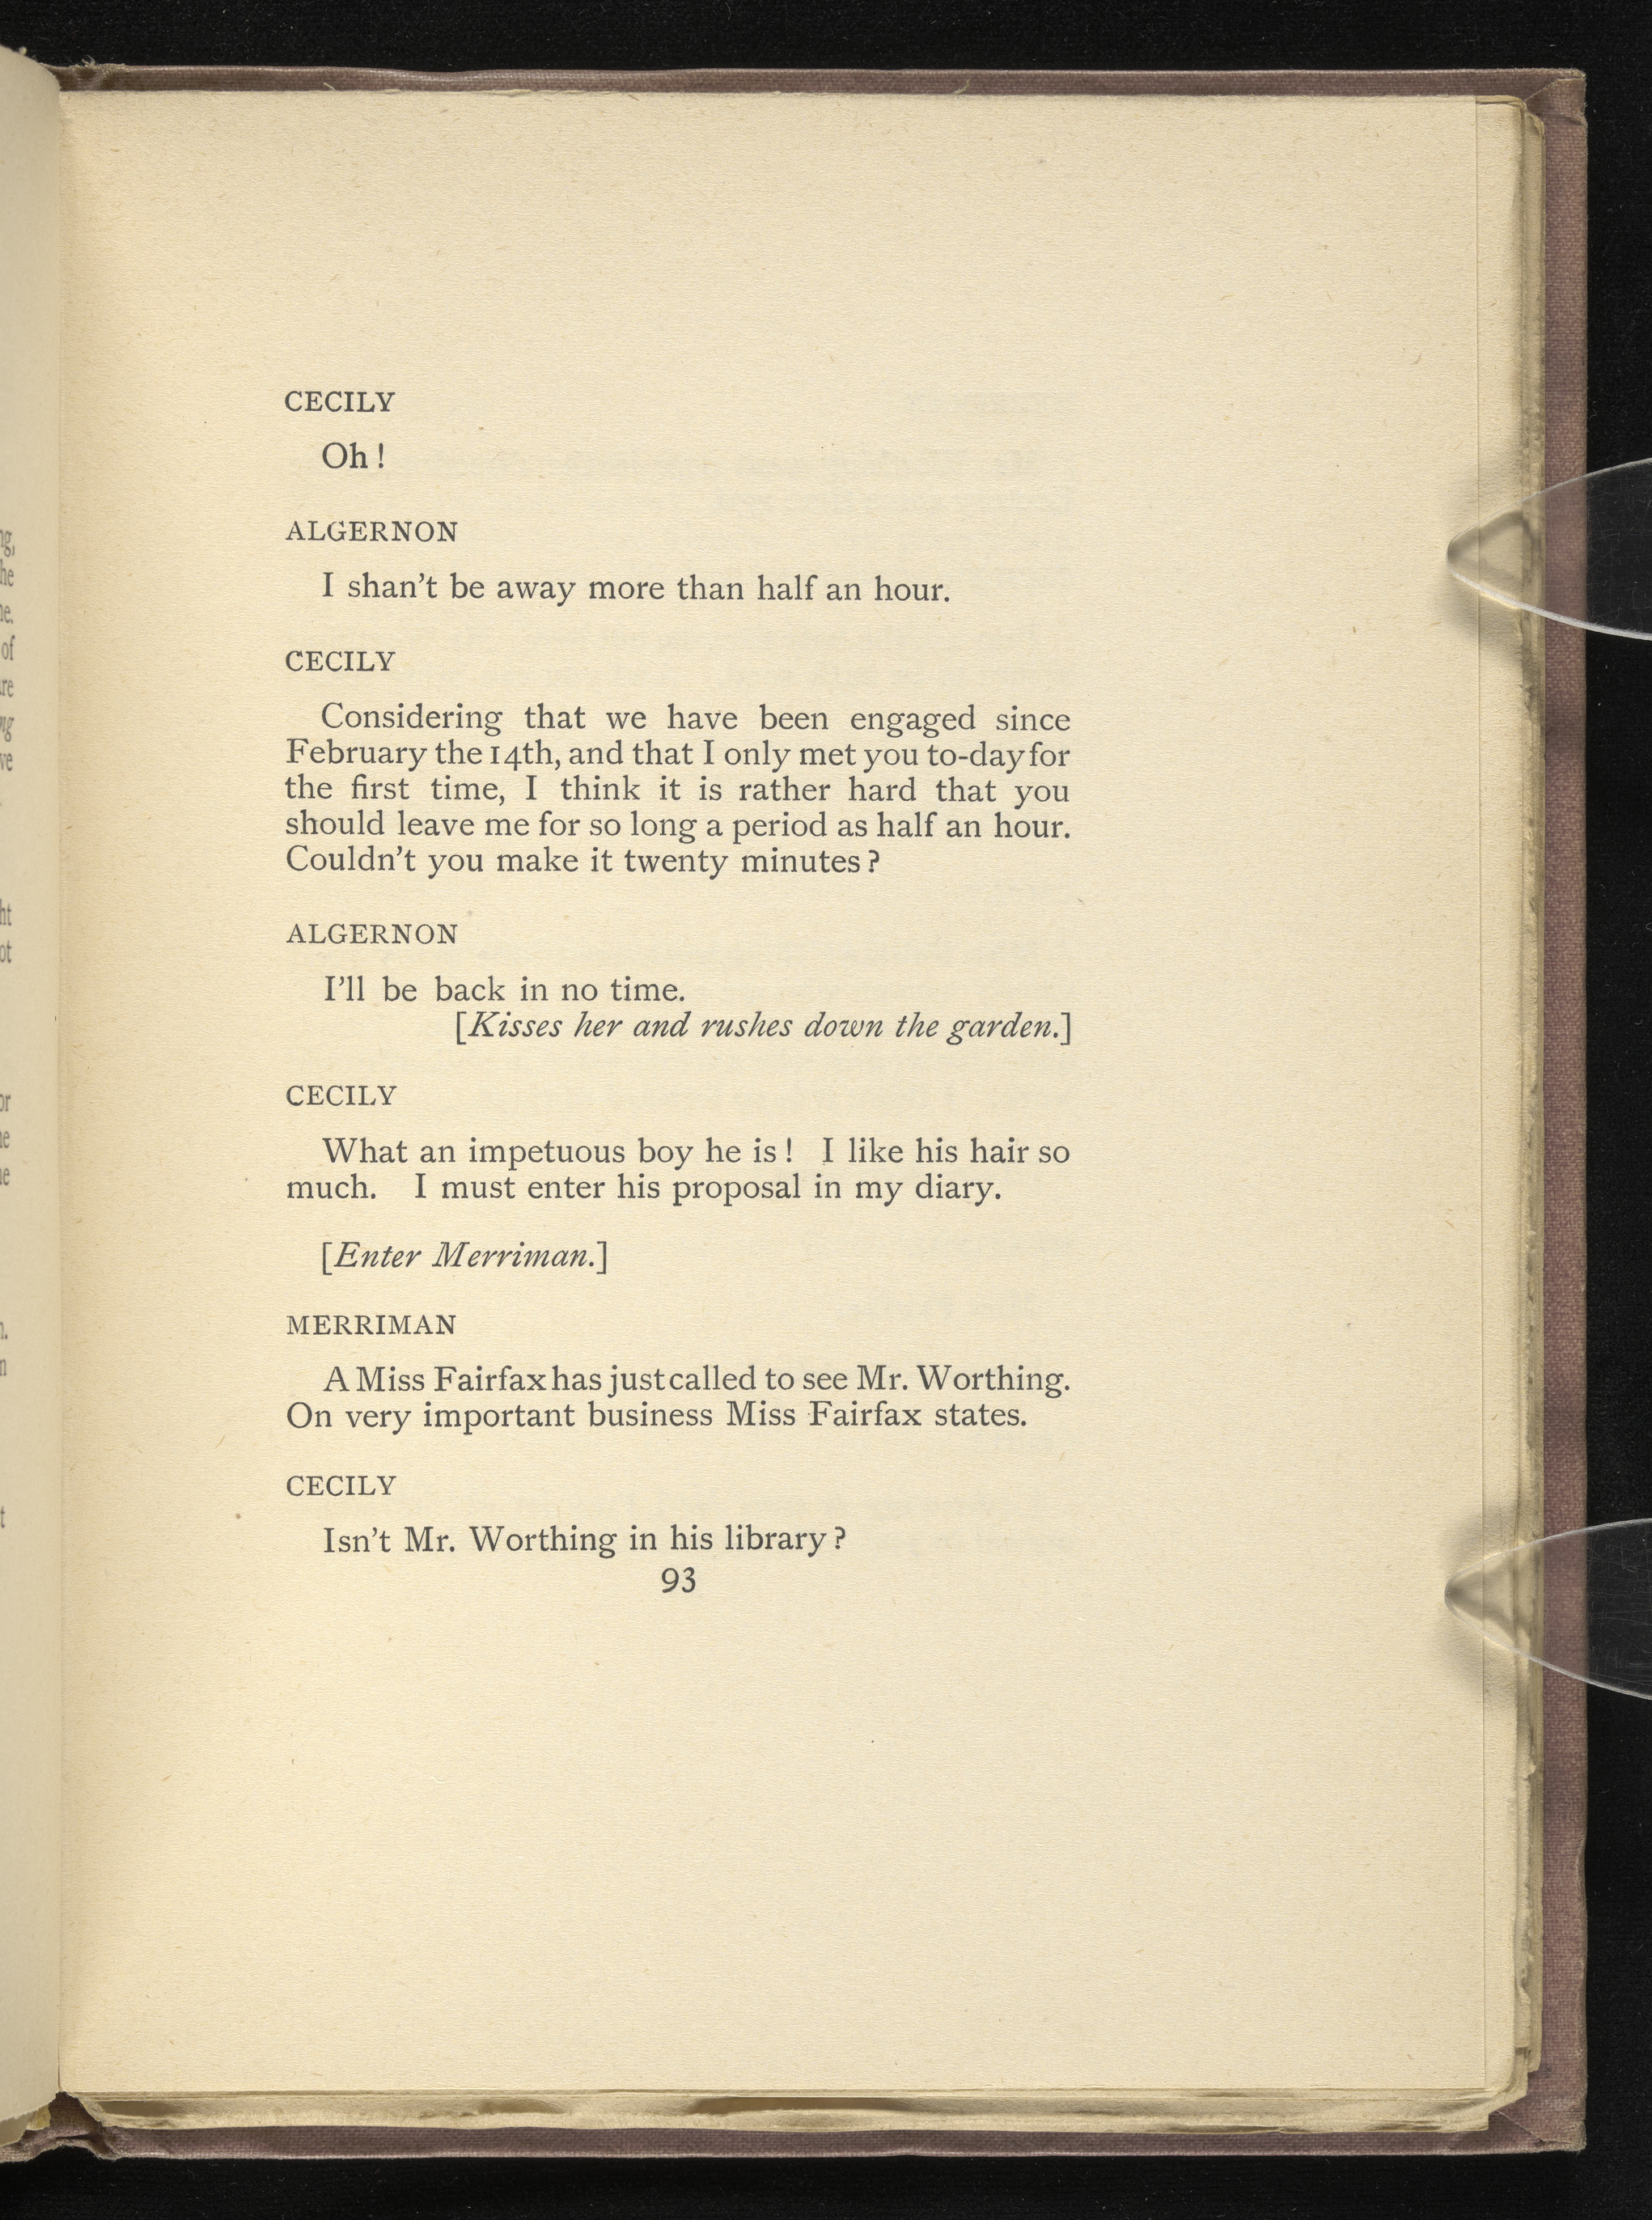 CECILY
Oh!
ALGERNON
I shan't be away more than half an hour.
CECILY
Considering that we have been engaged since
February the 14th, and that I only met you to-day for
the first time, I think it is rather hard that you
should leave me for so long a period as half an hour.
Couldn't you make it twenty minutes?
ALGERNON
I'll be back in no time.
[Kisses her and rushes down the garden.]
CECILY
What an impetuous boy he is! I like his hair so
much. I must enter his proposal in my diary.
[Enter Merriman.]
MERRIMAN
A Miss Fairfax has just called to see Mr. Worthing.
On very important business Miss Fairfax states.
CECILY
Isn't Mr. Worthing in his library?
93